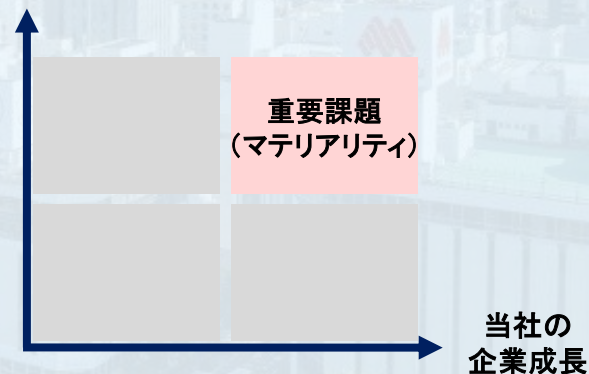 重要課題
（マテリアリティ）
当社の
企業成長